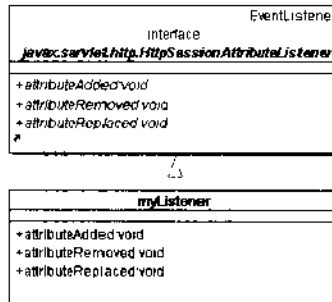 EventListene
interface
javax.servlet.http.HttpSessionAttributeListener
+attributeAdded void
+attributeRemoved void
+attributeReplaced void
myListener
+attributeAdded void
+attributeRemoved void
+attributeReplaced void